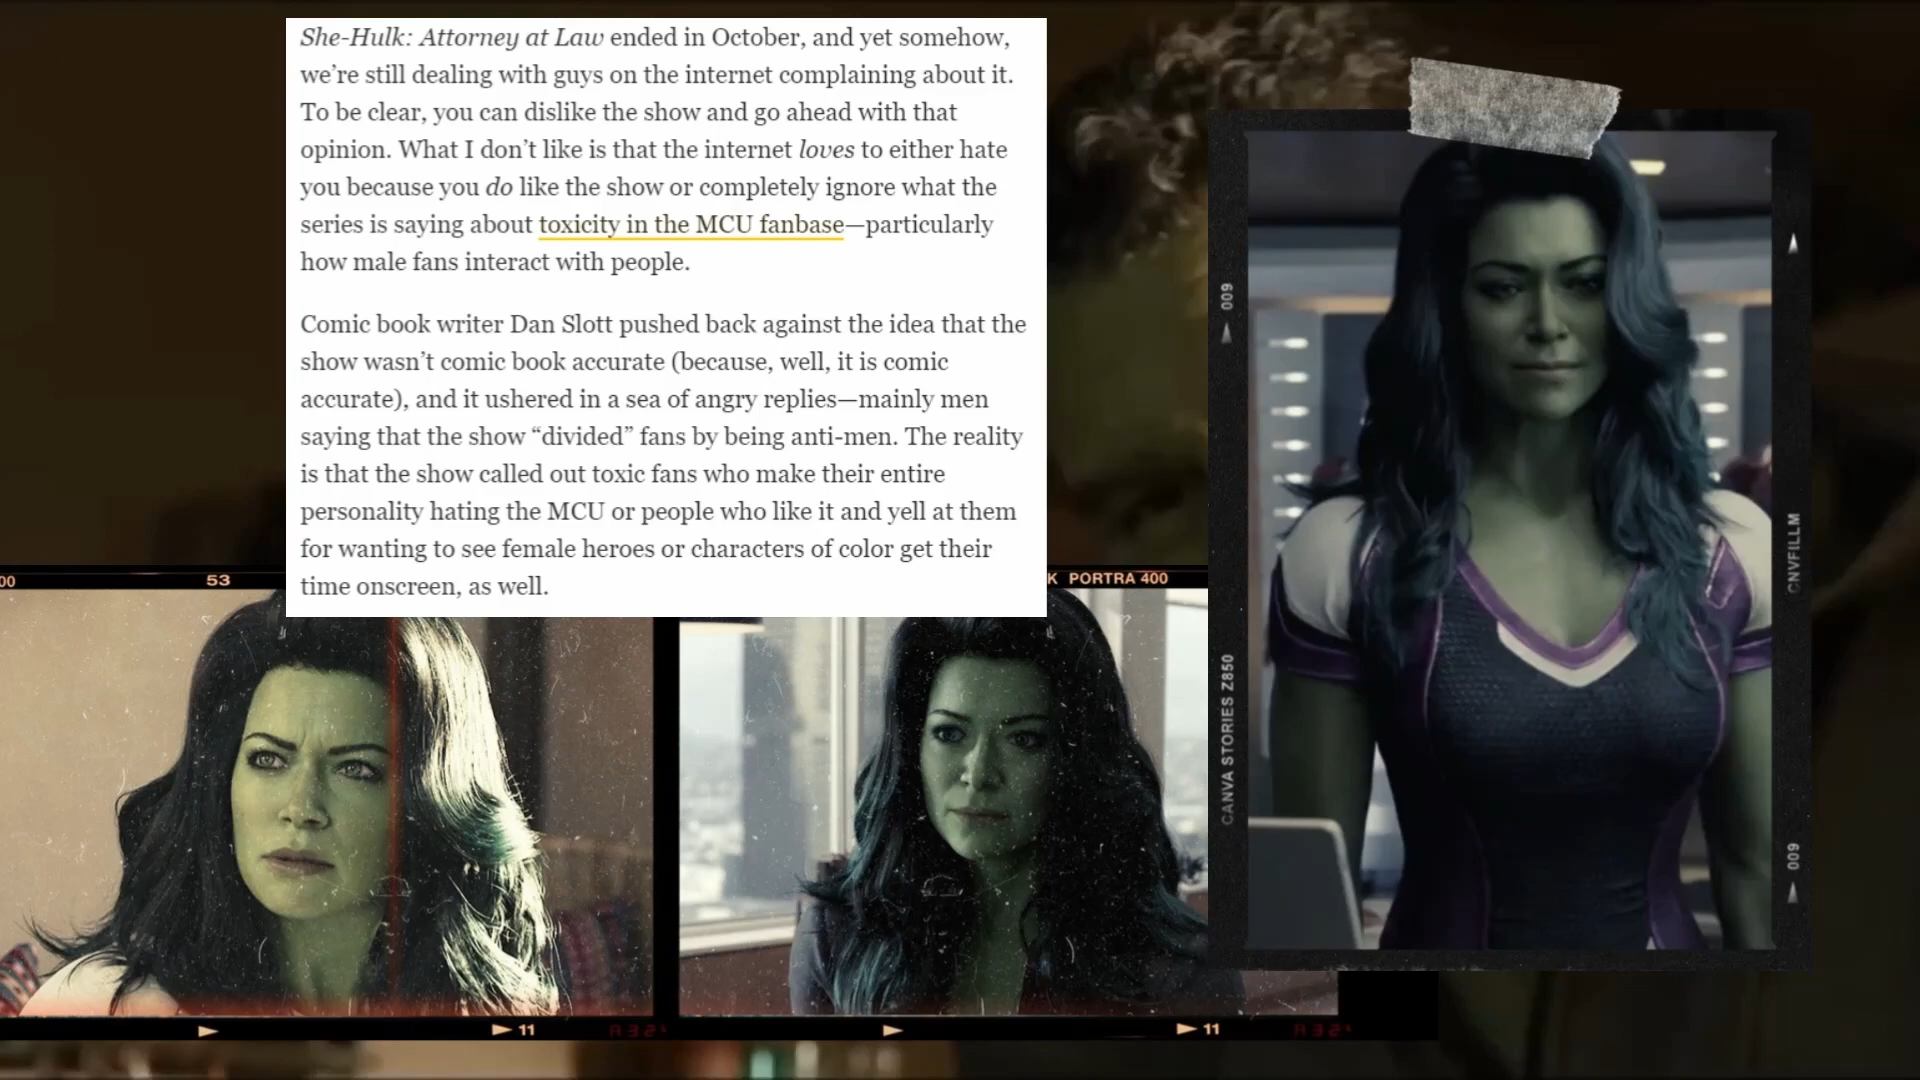 She-Hulk: Attorney at Law ended in October, and yet somehow,
we’re still dealing with guys on the internet complaining about it.
To be clear, you can dislike the show and go ahead with that
opinion. What I don’t like is that the internet loves to either hate
you because you do like the show or completely ignore what the
series is saying about toxicity in the MCU fanbase—particularly
how male fans interact with people.
Comic book writer Dan Slott pushed back against the idea that the
show wasn’t comic book accurate (because, well, it is comic
accurate), and it ushered in a sea of angry replies—mainly men
saying that the show “divided” fans by being anti-men. The reality
is that the show called out toxic fans who make their entire
personality hating the MCU or people who like it and yell at them
for wanting to see female heroes or characters of color get their
time onscreen, as well.
00
53
K PORTRA 400
11
11
009
CANVA STORIES Z850
CNVFILLM
009